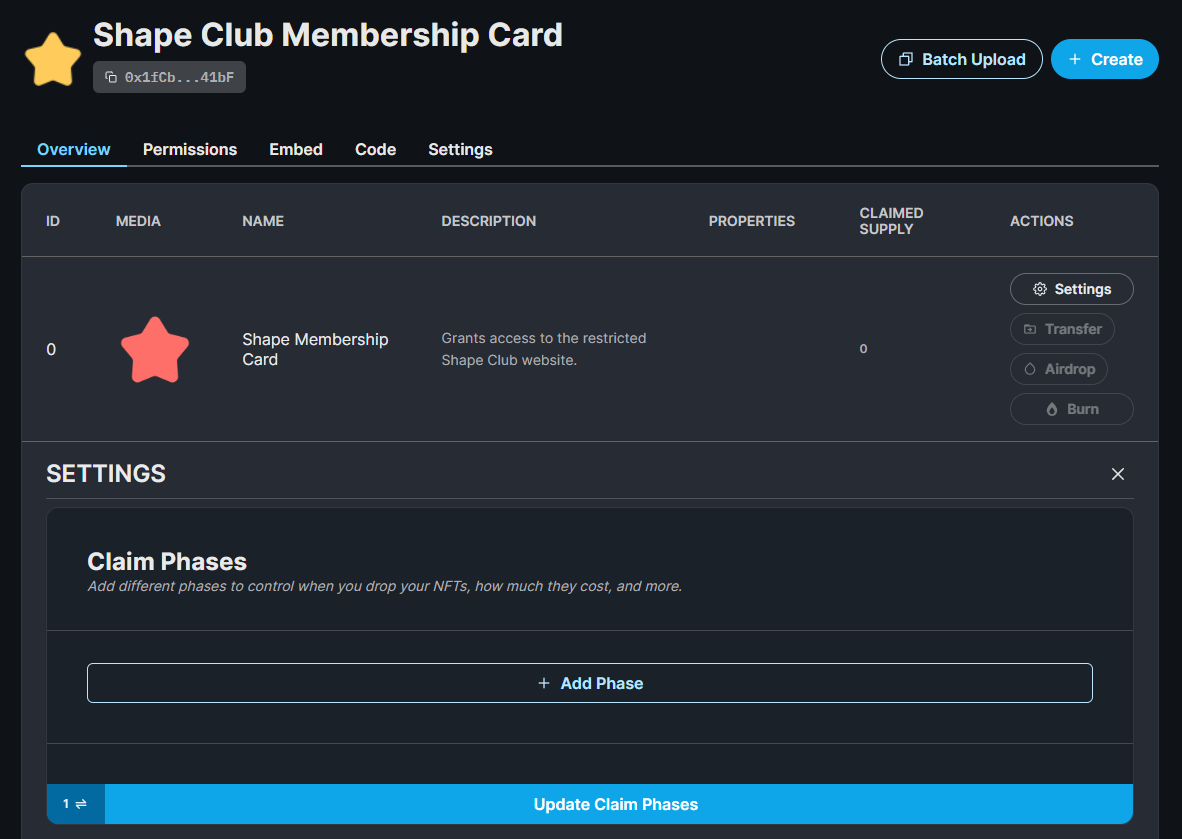 Shape Club Membership Card
0x1fCb...41bF
Batch Upload
+ Create
Overview
Permissions
Embed
Code
Settings
ID
MEDIA
NAME
DESCRIPTION
PROPERTIES
CLAIMED
SUPPLY
ACTIONS
0
Shape Membership
Card
Grants access to the restricted
Shape Club website.
0
Settings
Transfer
Airdrop
Burn
SETTINGS
Claim Phases
Add different phases to control when you drop your NFTs, how much they cost, and more.
+ Add Phase
1 ⇌
Update Claim Phases